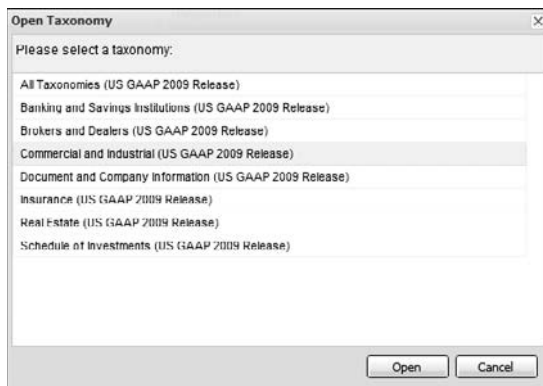 Open Taxonomy
Please select a taxonomy:
All Taxonomies (US GAAP 2009 Release)
Banking and Savings Institutions (US GAAP 2009 Release)
Brokers and Dealers (US GAAP 2009 Release)
Commercial and Industrial (US GAAP 2009 Release)
Document and Company Information (US GAAP 2009 Release)
Insurance (US GAAP 2009 Release)
Real Estate (US GAAP 2009 Release)
Schedule of Investments (US GAAP 2009 Release)
Open Cancel